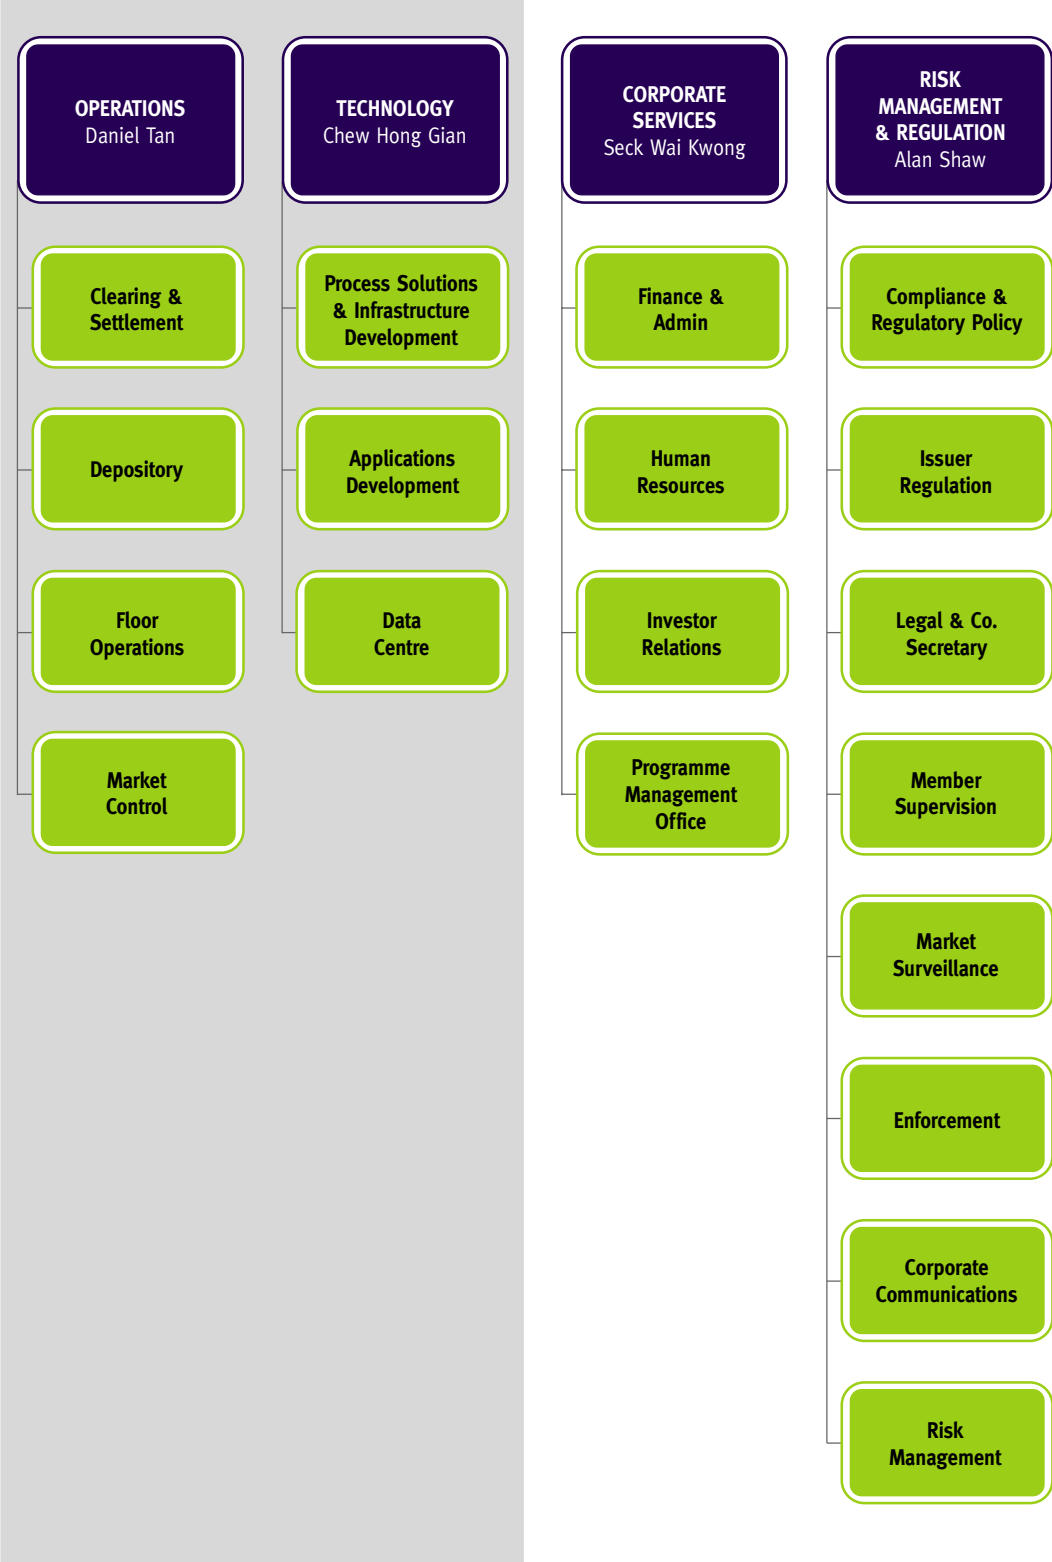 OPERATIONS
Daniel Tan
Clearing &
Settlement
Depository
Floor
Operations
Market
Control
TECHNOLOGY
Chew Hong Gian
Process Solutions
& Infrastructure
Development
Applications
Development
Data
Centre
CORPORATE
SERVICES
Seck Wai Kwong
Finance &
Admin
Human
Resources
Investor
Relations
Programme
Management
Office
RISK
MANAGEMENT
& REGULATION
Alan Shaw
Compliance &
Regulatory Policy
Issuer
Regulation
Legal & Co.
Secretary
Member
Supervision
Market
Surveillance
Enforcement
Corporate
Communications
Risk
Management